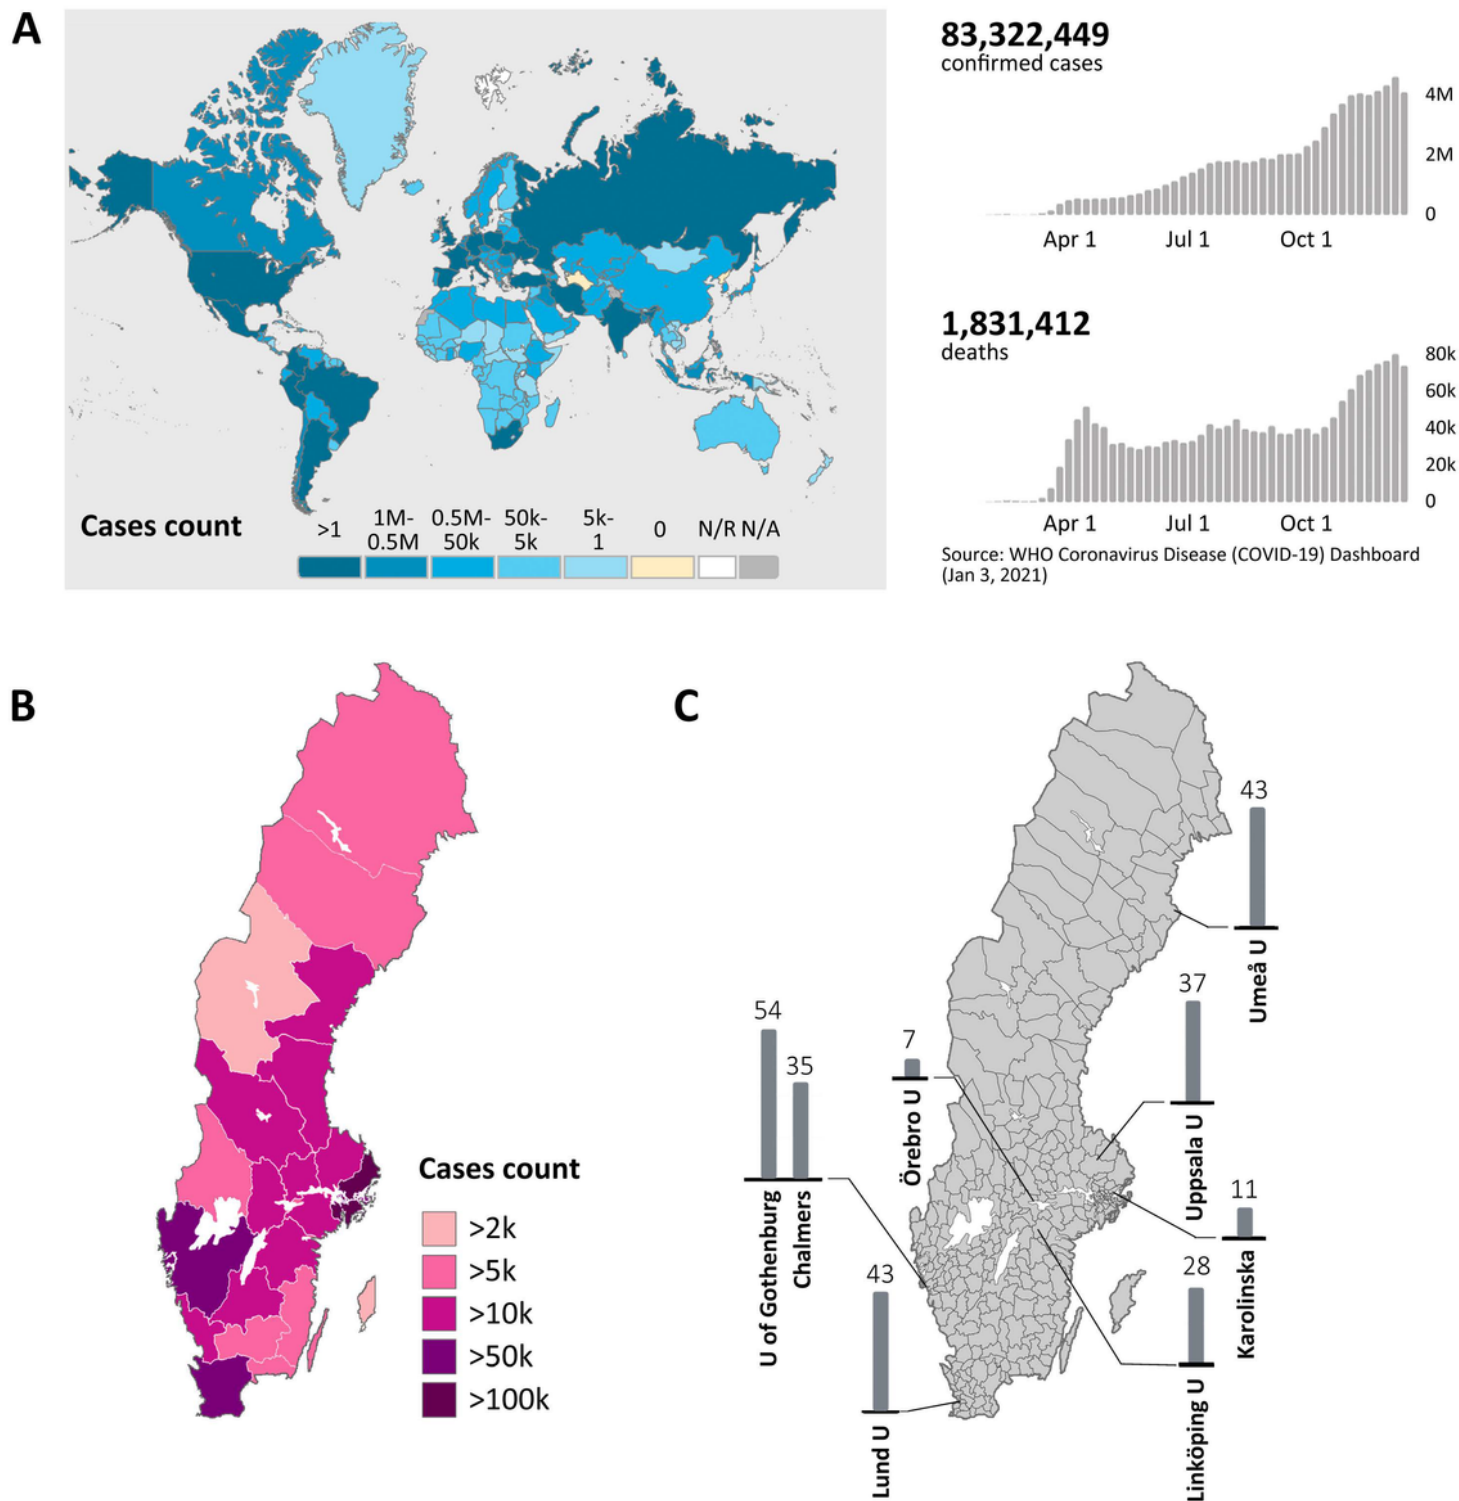 A
83,322,449
confirmed cases
4M
2M
0
Apr 1 Jul 1 Oct 1
1,831,412
deaths
80k
60k
40k
20k
0
Apr 1 Jul 1 Oct 1
Source: WHO Coronavirus Disease (COVID-19) Dashboard
(Jan 3, 2021)
Cases count
>1
1M-
0.5M
0.5M-
50k
50k-
5k
5k-
1
0
N/R
N/A
B
Cases count
>2k
>5k
>10k
>50k
>100k
C
43
Umeå U
37
Uppsala U
54
35
U of Gothenburg
Chalmers
7
Örebro U
11
Karolinska
43
Lund U
28
Linköping U